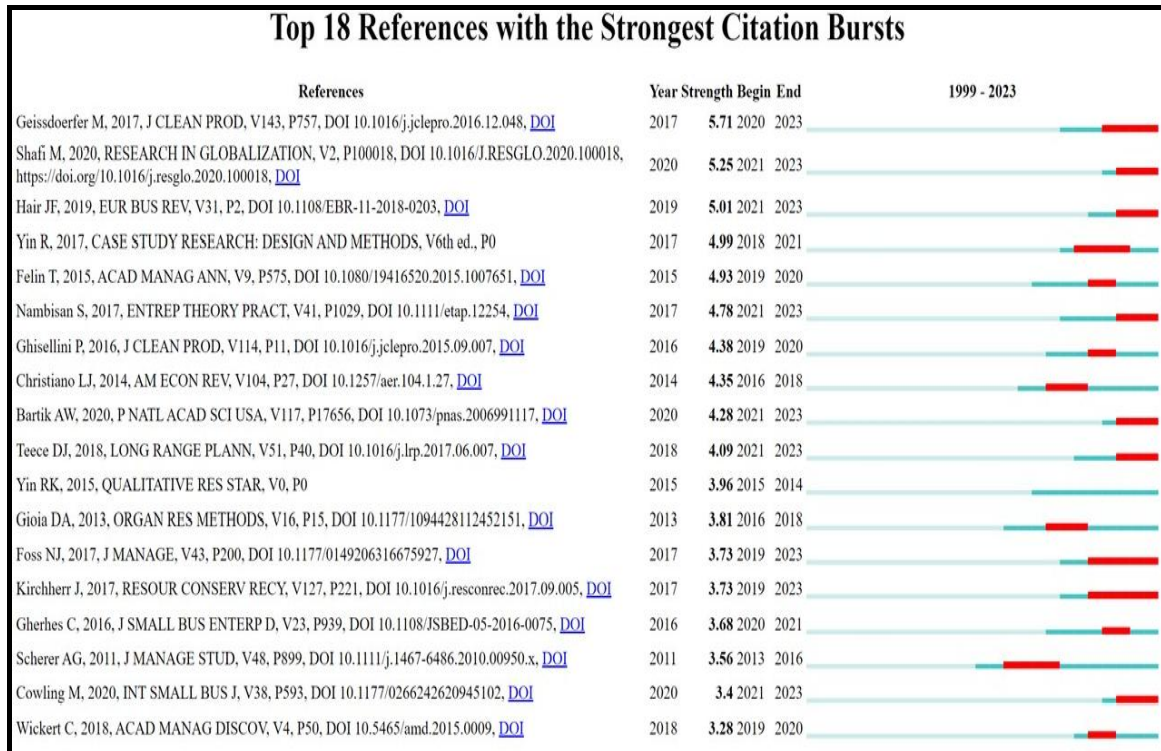 Top 18 References with the Strongest Citation Bursts
References Year Strength Begin End 1999 - 2023
Geissdoerfer M, 2017, J CLEAN PROD, V143, P757, DOI 10.1016/j.jclepro.2016.12.048, DOI 2017 5.71 2020 2023
Shafi M, 2020, RESEARCH IN GLOBALIZATION, V2, P100018, DOI 10.1016/J.RESGLO.2020.100018,
https://doi.org/10.1016/j.resglo.2020.100018, DOI 2020 5.25 2021 2023
Hair JF, 2019, EUR BUS REV, V31, P2, DOI 10.1108/EBR-11-2018-0203, DOI 2019 5.01 2021 2023
Yin R, 2017, CASE STUDY RESEARCH: DESIGN AND METHODS, V6th ed., P0 2017 4.99 2018 2021
Felin T, 2015, ACAD MANAG ANN, V9, P575, DOI 10.1080/19416520.2015.1007651, DOI 2015 4.93 2019 2020
Nambisan S, 2017, ENTREP THEORY PRACT, V41, P1029, DOI 10.1111/etap.12254, DOI 2017 4.78 2021 2023
Ghisellini P, 2016, J CLEAN PROD, V114, P11, DOI 10.1016/j.jclepro.2015.09.007, DOI 2016 4.38 2019 2020
Christiano LJ, 2014, AM ECON REV, V104, P27, DOI 10.1257/aer.104.1.27, DOI 2014 4.35 2016 2018
Bartik AW, 2020, P NATL ACAD SCI USA, V117, P17656, DOI 10.1073/pnas.2006991117, DOI 2020 4.28 2021 2023
Teece DJ, 2018, LONG RANGE PLANN, V51, P40, DOI 10.1016/j.lrp.2017.06.007, DOI 2018 4.09 2021 2023
Yin RK, 2015, QUALITATIVE RES STAR, V0, P0 2015 3.96 2015 2014
Gioia DA, 2013, ORGAN RES METHODS, V16, P15, DOI 10.1177/1094428112452151, DOI 2013 3.81 2016 2018
Foss NJ, 2017, J MANAGE, V43, P200, DOI 10.1177/0149206316675927, DOI 2017 3.73 2019 2023
Kirchherr J, 2017, RESOUR CONSERV RECY, V127, P221, DOI 10.1016/j.resconrec.2017.09.005, DOI 2017 3.73 2019 2023
Gherhes C, 2016, J SMALL BUS ENTERP D, V23, P939, DOI 10.1108/JSBED-05-2016-0075, DOI 2016 3.68 2020 2021
Scherer AG, 2011, J MANAGE STUD, V48, P899, DOI 10.1111/j.1467-6486.2010.00950.x, DOI 2011 3.56 2013 2016
Cowling M, 2020, INT SMALL BUS J, V38, P593, DOI 10.1177/0266242620945102, DOI 2020 3.4 2021 2023
Wickert C, 2018, ACAD MANAG DISCOV, V4, P50, DOI 10.5465/amd.2015.0009, DOI 2018 3.28 2019 2020